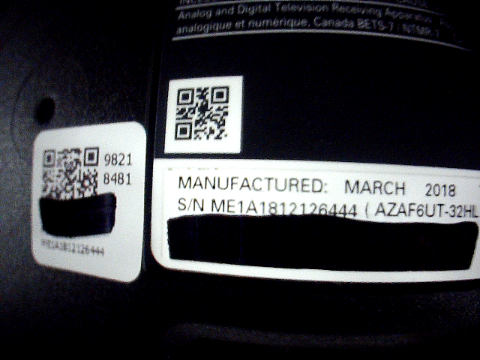 Analog and Digital Television Receiving Apparatus
analogique et numérique, Canada BETS-7 / NTMR-7
9821
8481
ME1A1812126444
MANUFACTURED: MARCH 2018
S/N ME1A1812126444 ( AZAF6UT-32HL